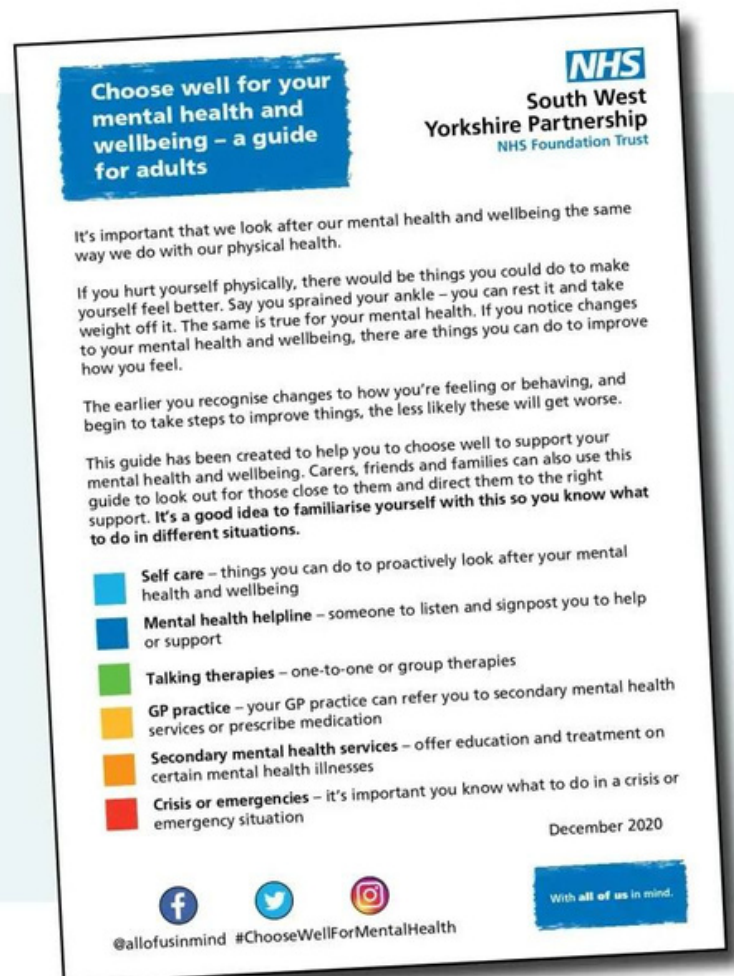 Choose well for your
mental health and
wellbeing – a guide
for adults
NHS
South West
Yorkshire Partnership
NHS Foundation Trust
It's important that we look after our mental health and wellbeing the same
way we do with our physical health.
If you hurt yourself physically, there would be things you could do to make
yourself feel better. Say you sprained your ankle – you can rest it and take
weight off it. The same is true for your mental health. If you notice changes
to your mental health and wellbeing, there are things you can do to improve
how you feel.
The earlier you recognise changes to how you're feeling or behaving, and
begin to take steps to improve things, the less likely these will get worse.
This guide has been created to help you to choose well to support your
mental health and wellbeing. Carers, friends and families can also use this
guide to look out for those close to them and direct them to the right
support. It's a good idea to familiarise yourself with this so you know what
to do in different situations.
Self care – things you can do to proactively look after your mental
health and wellbeing
Mental health helpline – someone to listen and signpost you to help
or support
Talking therapies – one-to-one or group therapies
GP practice – your GP practice can refer you to secondary mental health
services or prescribe medication
Secondary mental health services – offer education and treatment on
certain mental health illnesses
Crisis or emergencies – it's important you know what to do in a crisis or
emergency situation
December 2020
@allofusinmind #ChooseWellForMentalHealth
With all of us in mind.